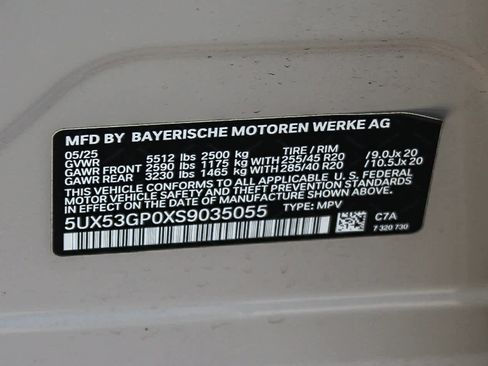 MFD BY BAYERISCHE MOTOREN WERKE AG
05/25 TIRE / RIM
GVWR 5512 lbs 2500 kg
GAWR FRONT 2590 lbs 1175 kg WITH 255/45 R20 /9.0Jx 20
GAWR REAR 3230 lbs 1465 kg WITH 285/40 R20 /10.5Jx 20
THIS VEHICLE CONFORMS TO ALL APPLICABLE U. S. FEDERAL
MOTOR VEHICLE SAFETY, BUMPER, AND THEFT PREVENTION
STANDARDS IN EFFECT ON THE DATE OF MANUFACTURE SHOWN ABOVE.
5UX53GP0XS9035055 TYPE: MPV
C7A
7 320 730